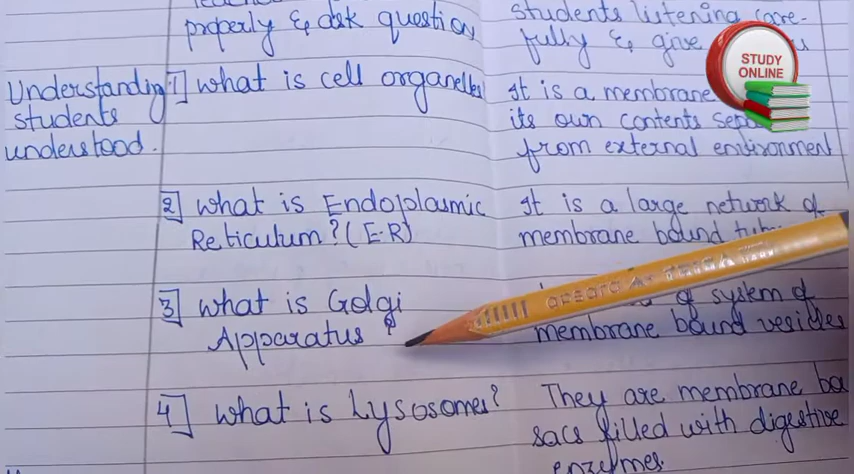 properly & ask question
students listening care-
fully & give
Understanding
students
understood.
1] what is cell organelles
It is a membrane
its own contents
from external environment
2] what is Endoplasmic
Reticulum? (E.R)
It is a large network of
membrane bound
3] what is Golgi
Apparatus ?
of system of
membrane bound vesicles
4] what is Lysosomes?
They are membrane
sacs filled with digestive
enzymes
STUDY
ONLINE